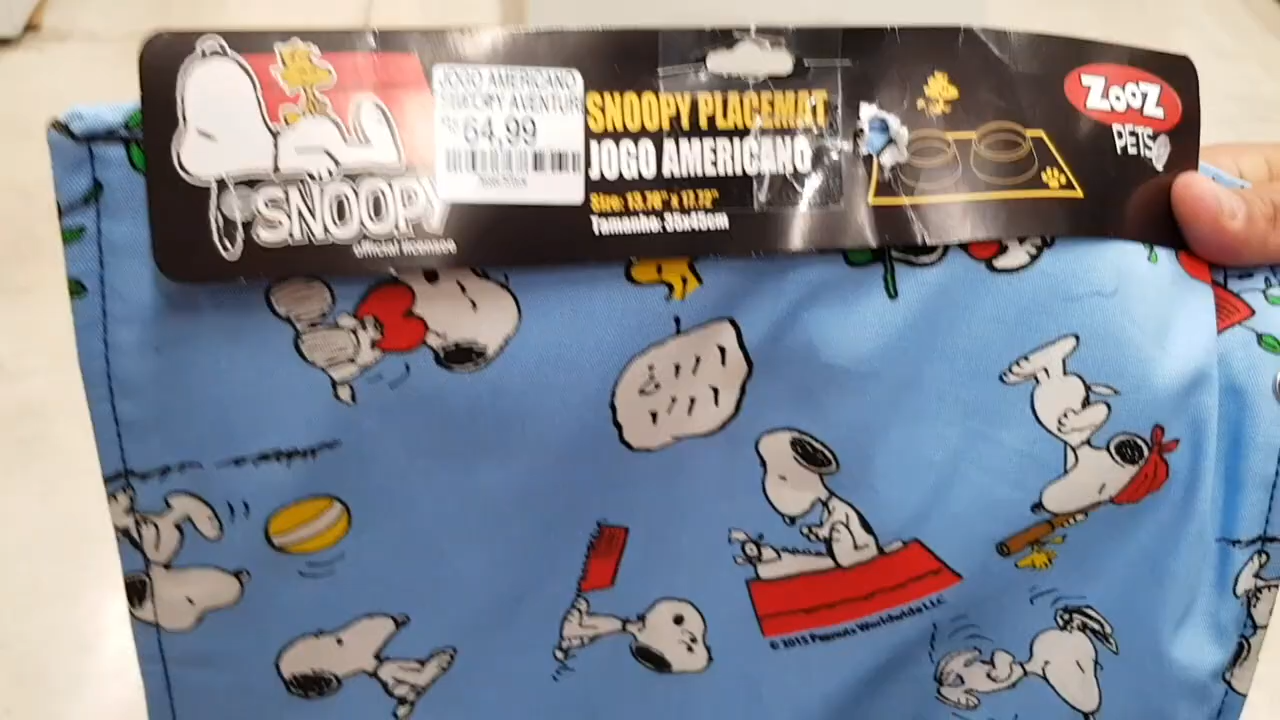 SNOOPY
official licensee
JOGO AMERICANO
AVENTUR
64,99
SNOOPY PLACEMAT
JOGO AMERICANO
Size: 13.78" x 17.72"
Tamanho: 35x45cm
ZOOZ
PETS
© 2015 Peanuts Worldwide LLC